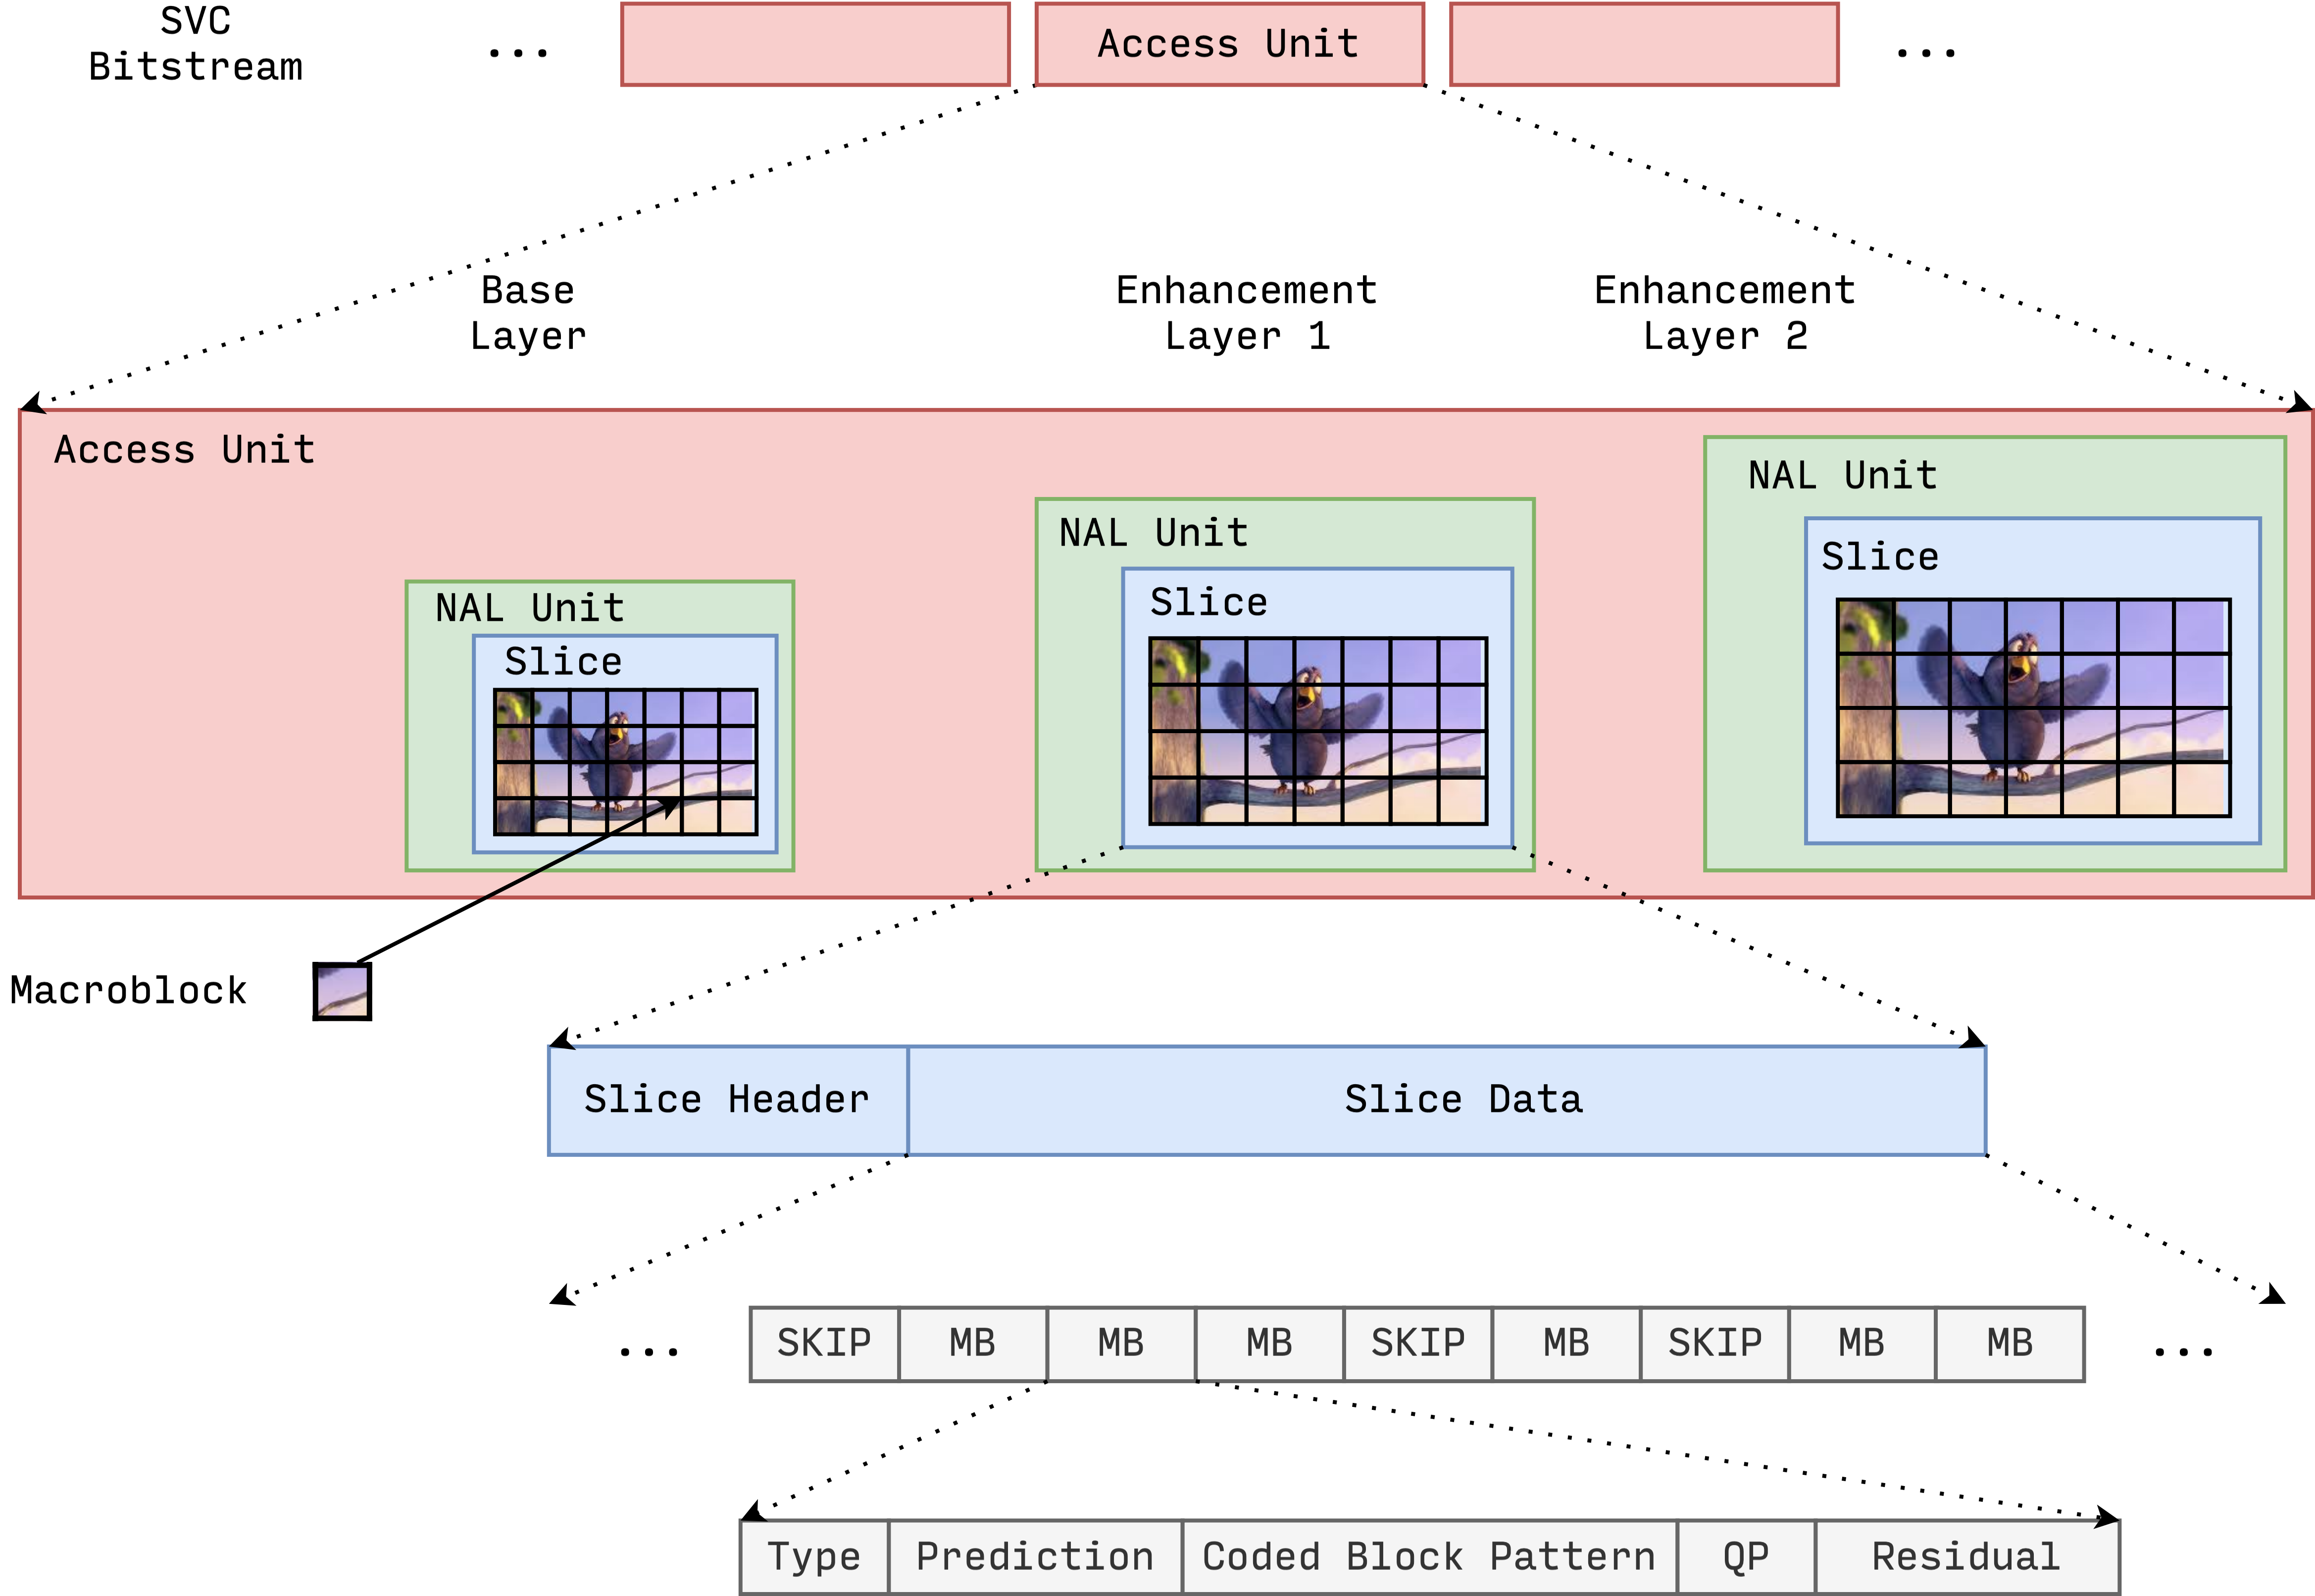 SVC
Bitstream
...
Access Unit
...
Base
Layer
Enhancement
Layer 1
Enhancement
Layer 2
Access Unit
NAL Unit
Slice
NAL Unit
Slice
NAL Unit
Slice
Macroblock
Slice Header
Slice Data
...
SKIP
MB
MB
MB
SKIP
MB
SKIP
MB
MB
...
Type
Prediction
Coded Block Pattern
QP
Residual